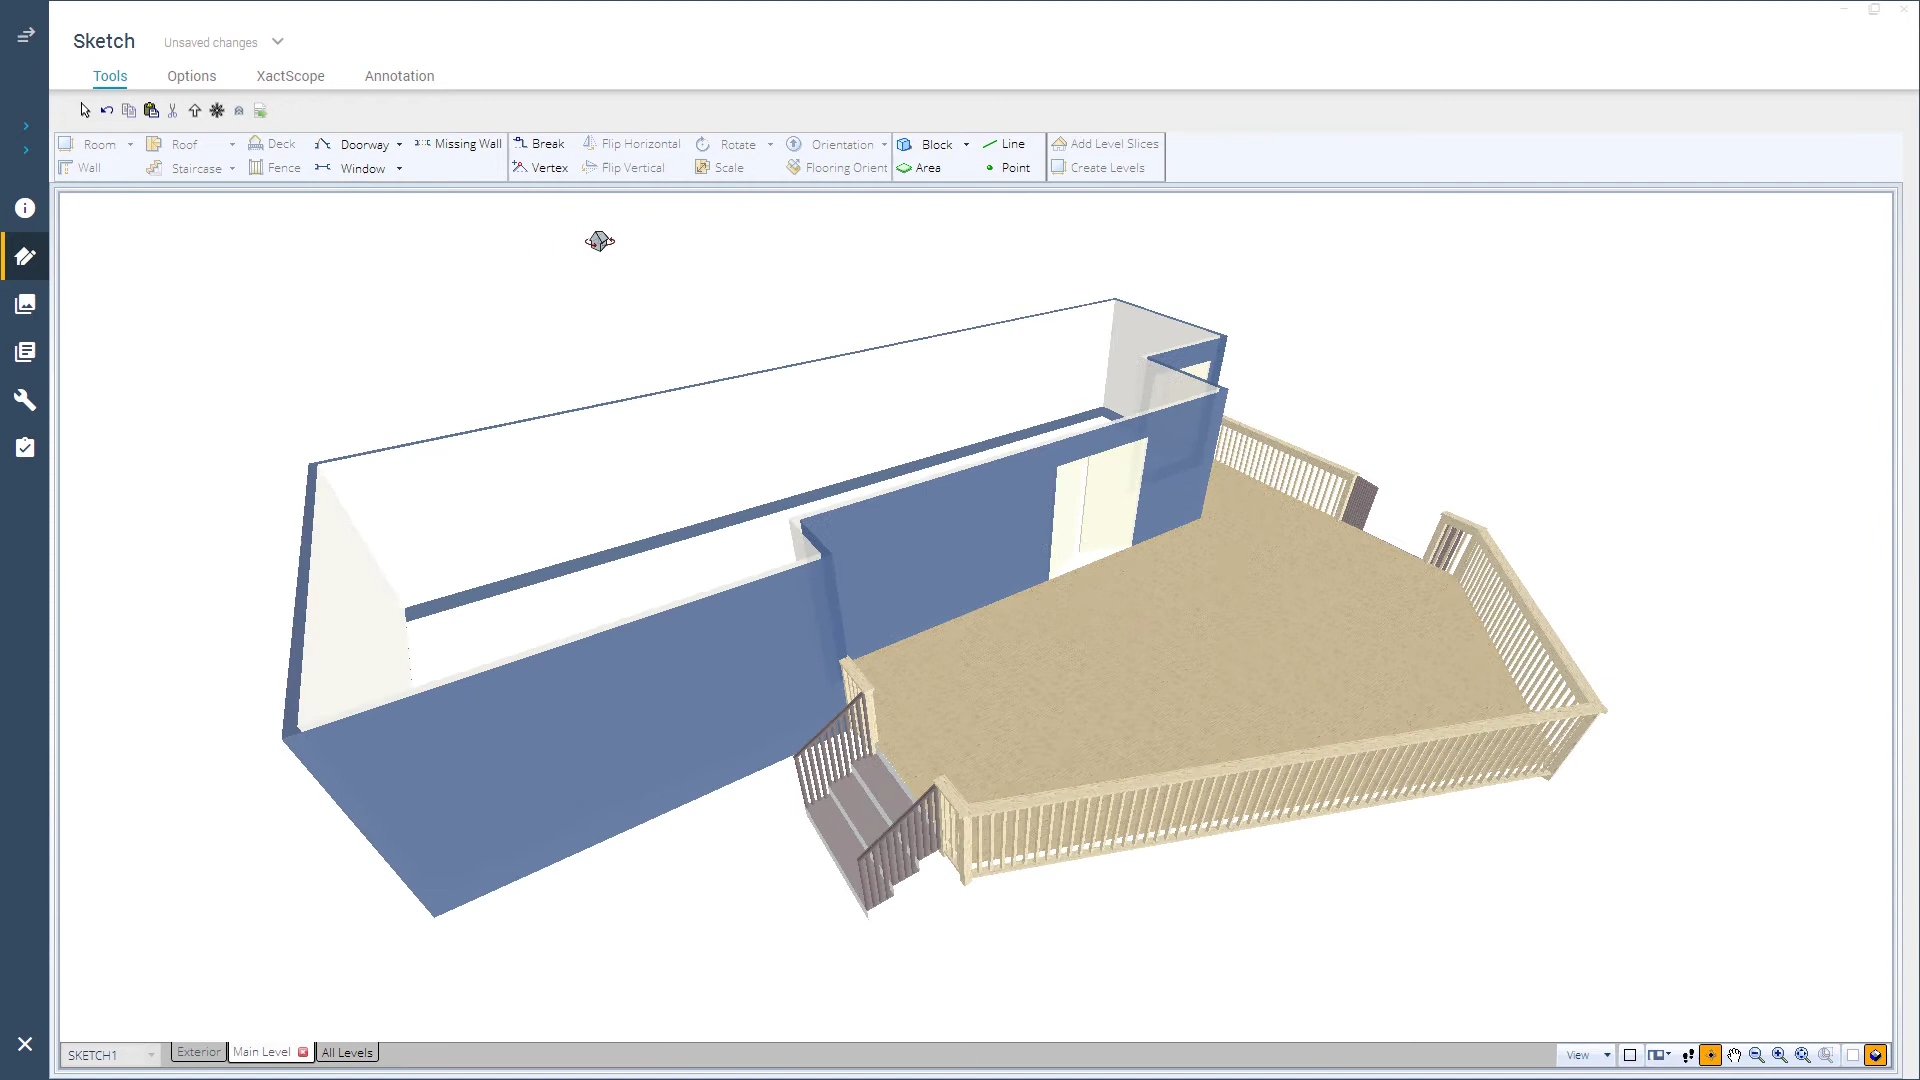 Sketch Unsaved changes
Tools Options XactScope Annotation
Room Roof Deck Doorway Missing Wall Break Flip Horizontal Rotate Orientation Block Line Add Level Slices
Wall Staircase Fence Window Vertex Flip Vertical Scale Flooring Orient Area Point Create Levels
SKETCH1 Exterior Main Level All Levels View